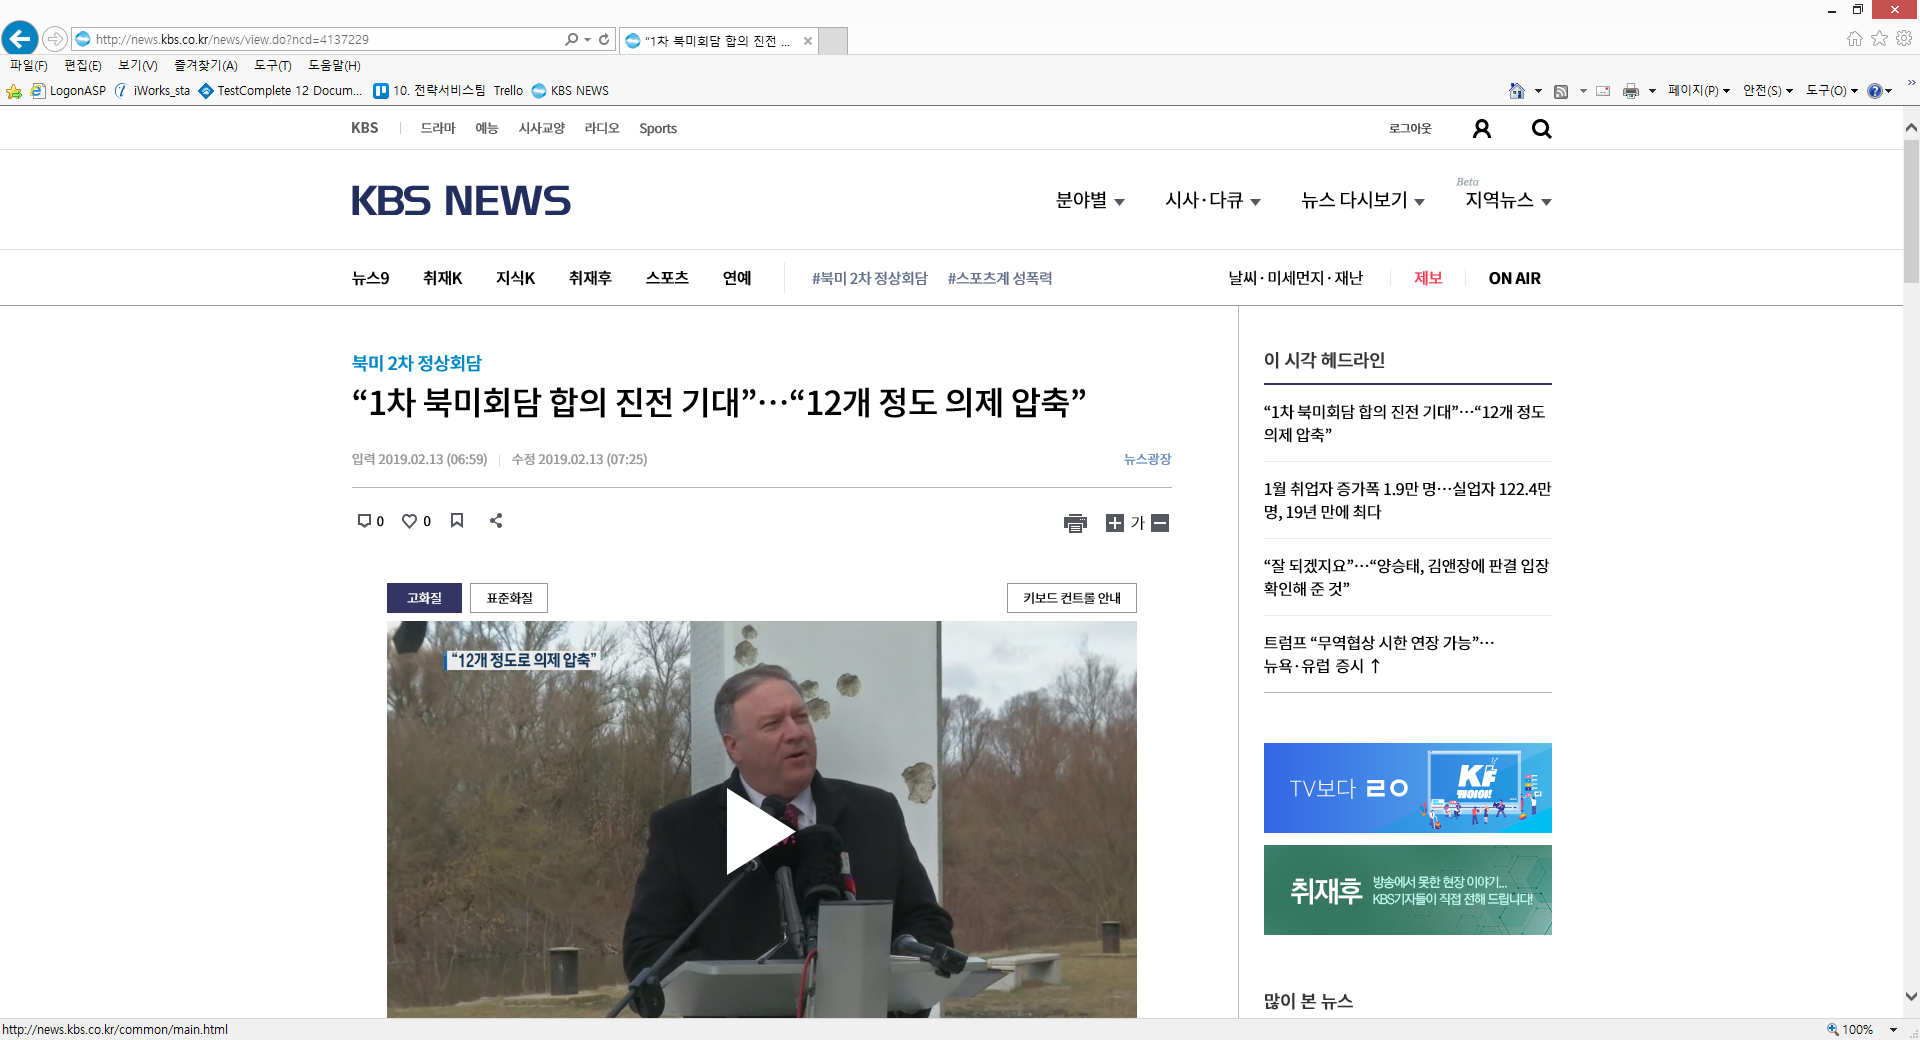 http://news.kbs.co.kr/news/view.do?ncd=4137229
“1차 북미회담 합의 진전 ...
파일(F) 편집(E) 보기(V) 즐겨찾기(A) 도구(T) 도움말(H)
LogonASP iWorks_sta TestComplete 12 Docum... 10. 전략서비스팀 Trello KBS NEWS
페이지(P) 안전(S) 도구(O)
KBS 드라마 예능 시사교양 라디오 Sports
로그아웃
KBS NEWS
Beta
분야별 시사·다큐 뉴스 다시보기 지역뉴스
뉴스9 취재K 지식K 취재후 스포츠 연예 #북미 2차 정상회담 #스포츠계 성폭력
날씨·미세먼지·재난 제보 ON AIR
북미 2차 정상회담
“1차 북미회담 합의 진전 기대”…“12개 정도 의제 압축”
입력 2019.02.13 (06:59) 수정 2019.02.13 (07:25)
뉴스광장
0 0
가
고화질 표준화질
키보드 컨트롤 안내
“12개 정도로 의제 압축”
이 시각 헤드라인
“1차 북미회담 합의 진전 기대”…“12개 정도
의제 압축”
1월 취업자 증가폭 1.9만 명…실업자 122.4만
명, 19년 만에 최다
“잘 되겠지요”…“양승태, 김앤장에 판결 입장
확인해 준 것”
트럼프 “무역협상 시한 연장 가능”…
뉴욕·유럽 증시 ↑
TV보다 ㄹㅇ
케이야!
취재후
방송에서 못한 현장 이야기...
KBS기자들이 직접 전해 드립니다!
많이 본 뉴스
http://news.kbs.co.kr/common/main.html
100%